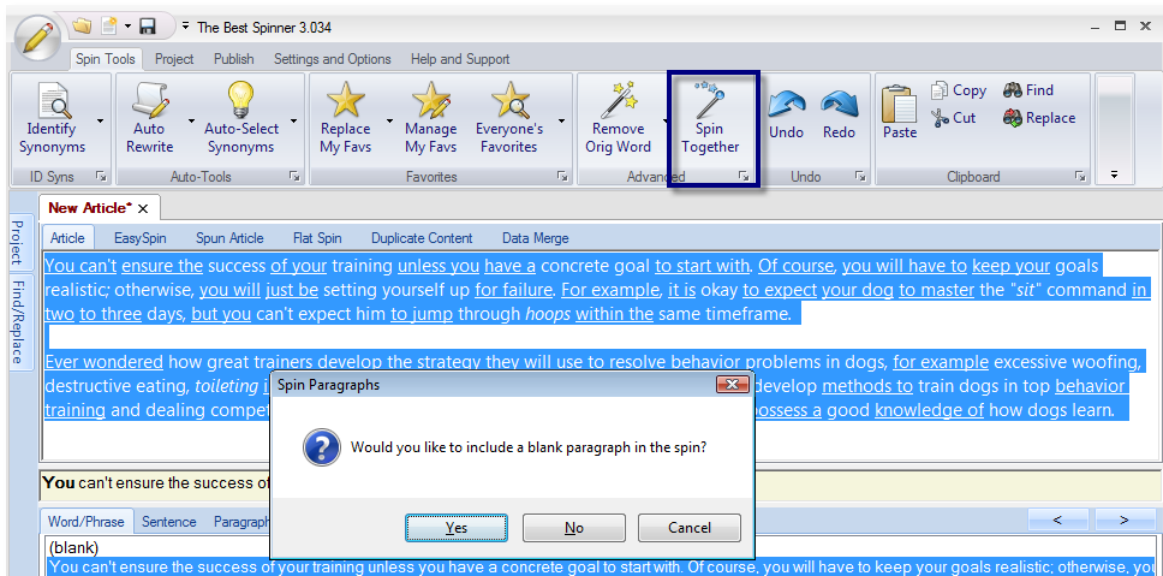 The Best Spinner 3.034
Spin Tools Project Publish Settings and Options Help and Support
Identify Synonyms
Auto Rewrite
Auto-Select Synonyms
Replace My Favs
Manage My Favs
Everyone's Favorites
Remove Orig Word
Spin Together
Undo Redo
Paste
Copy
Cut
Find
Replace
ID Syns Auto-Tools Favorites Advanced Undo Clipboard
Project
Find/Replace
New Article* x
Article EasySpin Spun Article Flat Spin Duplicate Content Data Merge
You can't ensure the success of your training unless you have a concrete goal to start with. Of course, you will have to keep your goals
realistic; otherwise, you will just be setting yourself up for failure. For example, it is okay to expect your dog to master the "sit" command in
two to three days, but you can't expect him to jump through hoops within the same timeframe.
Ever wondered how great trainers develop the strategy they will use to resolve behavior problems in dogs, for example excessive woofing,
destructive eating, toileting
develop methods to train dogs in top behavior
training and dealing
possess a good knowledge of how dogs learn.
Spin Paragraphs
Would you like to include a blank paragraph in the spin?
Yes No Cancel
You can't ensure the success of
Word/Phrase Sentence Paragraph < >
(blank)
You can't ensure the success of your training unless you have a concrete goal to start with. Of course, you will have to keep your goals realistic; otherwise, you